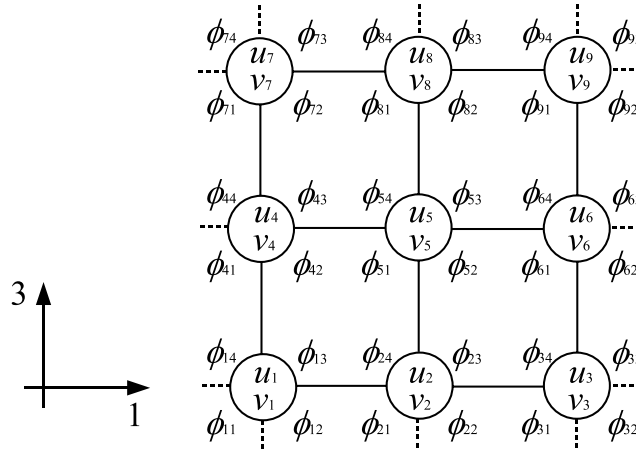 ϕ74 ϕ73 ϕ84 ϕ83 ϕ94
u7 u8 u9
v7 v8 v9
ϕ71 ϕ72 ϕ81 ϕ82 ϕ91 ϕ92
ϕ44 ϕ43 ϕ54 ϕ53 ϕ64
u4 u5 u6
v4 v5 v6
ϕ41 ϕ42 ϕ51 ϕ52 ϕ61 ϕ62
3
ϕ14 ϕ13 ϕ24 ϕ23 ϕ34
u1 u2 u3
v1 v2 v3
1
ϕ11 ϕ12 ϕ21 ϕ22 ϕ31 ϕ32